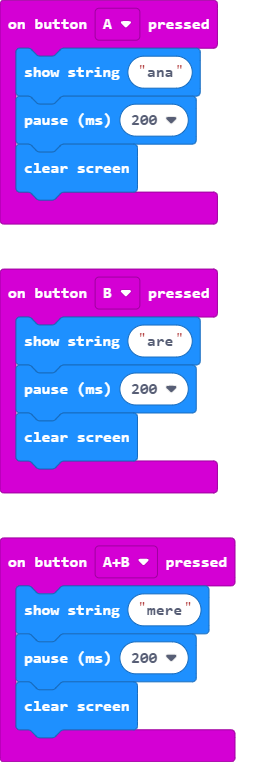 on button A pressed
show string "ana"
pause (ms) 200
clear screen
on button B pressed
show string "are"
pause (ms) 200
clear screen
on button A+B pressed
show string "mere"
pause (ms) 200
clear screen